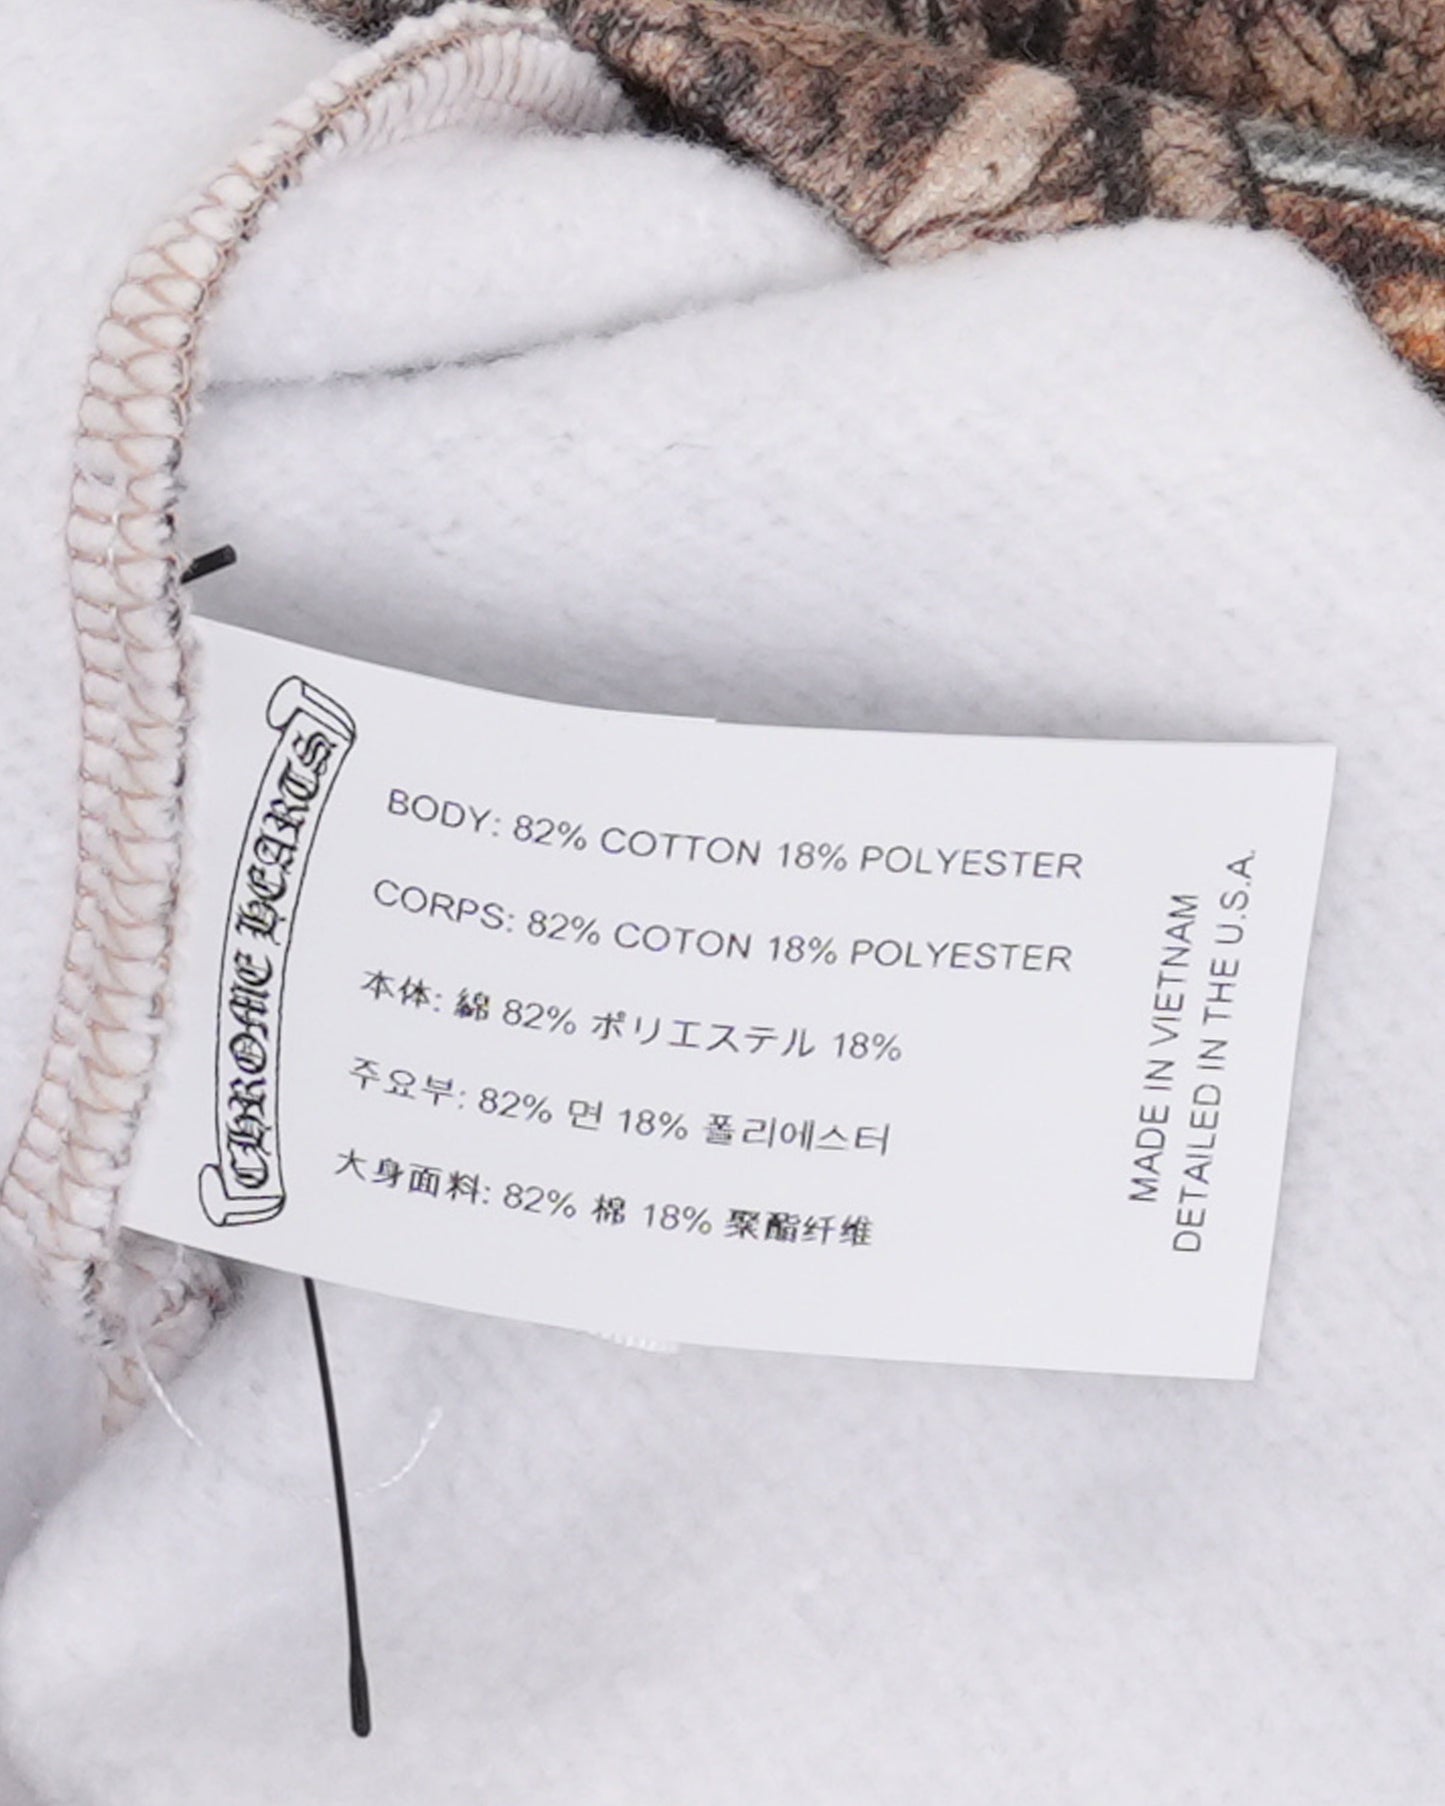 CHROME HEARTS
BODY: 82% COTTON 18% POLYESTER
CORPS: 82% COTON 18% POLYESTER
本体: 綿 82% ポリエステル 18%
주요부: 82% 면 18% 폴리에스터
大身面料: 82% 棉 18% 聚酯纤维
MADE IN VIETNAM
DETAILED IN THE U.S.A.